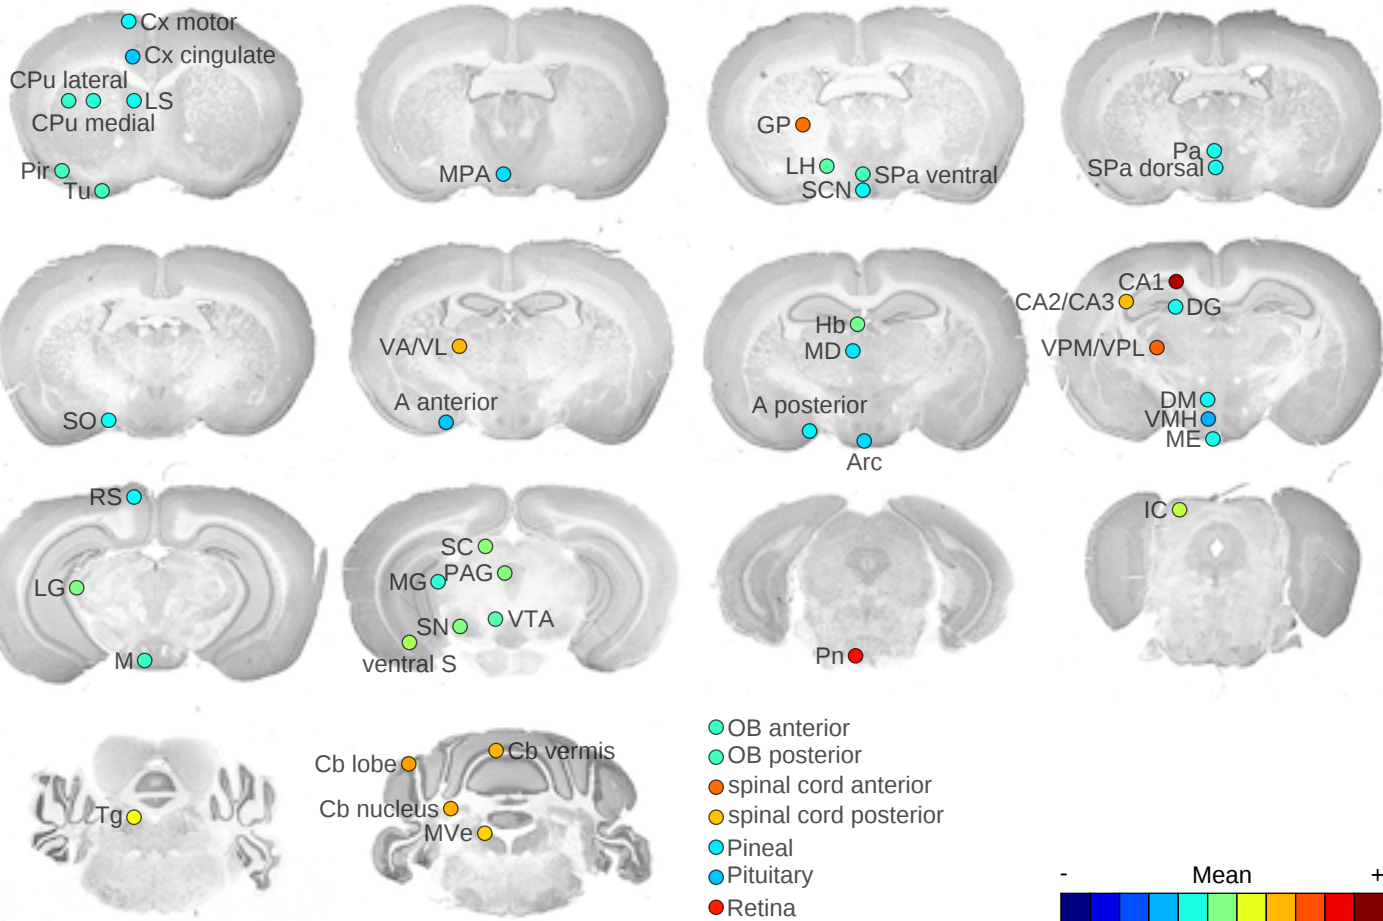 Cx motor
Cx cingulate
CPu lateral
LS
CPu medial
Pir
Tu
MPA
GP
LH
SPa ventral
SCN
Pa
SPa dorsal
SO
VA/VL
A anterior
Hb
MD
A posterior
Arc
CA1
CA2/CA3
DG
VPM/VPL
DM
VMH
ME
RS
LG
M
SC
MG
PAG
SN
VTA
ventral S
Pn
IC
Tg
Cb lobe
Cb vermis
Cb nucleus
MVe
OB anterior
OB posterior
spinal cord anterior
spinal cord posterior
Pineal
Pituitary
Retina
- Mean +